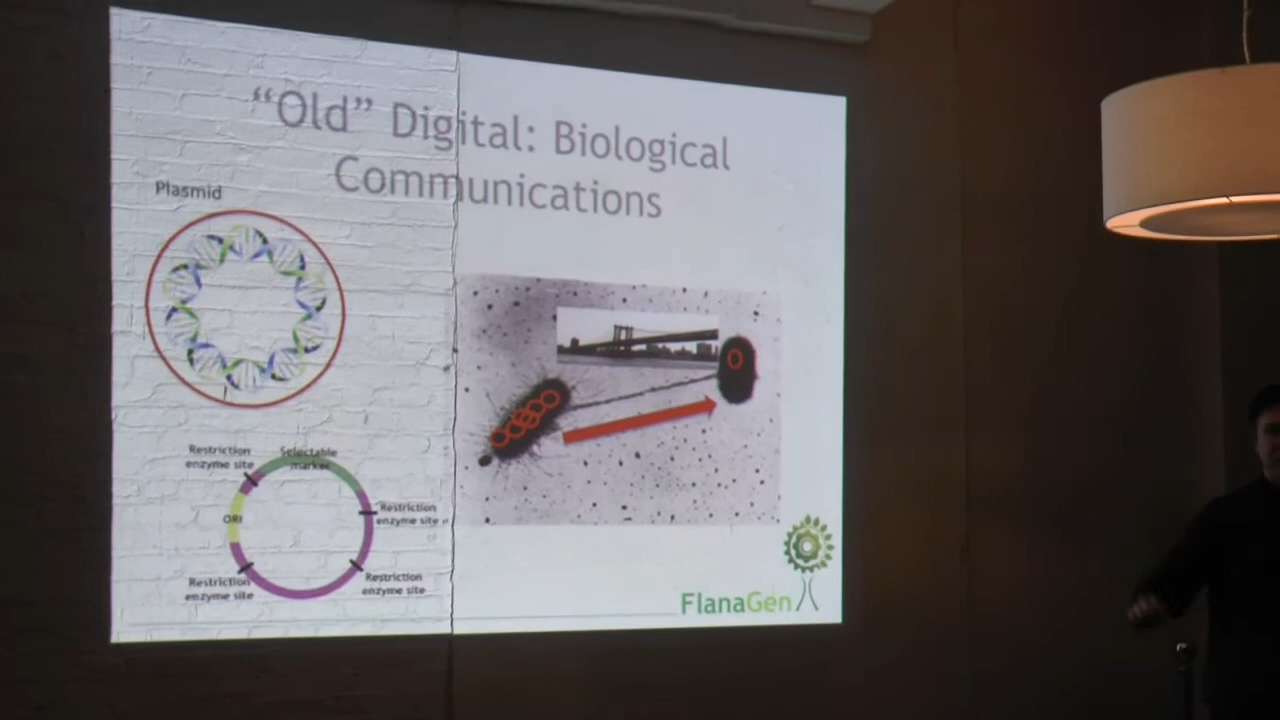 “Old” Digital: Biological
Communications
Plasmid
Restriction
enzyme site
Selectable
marker
Restriction
enzyme site
ORI
Restriction
enzyme site
Restriction
enzyme site
FlanaGen